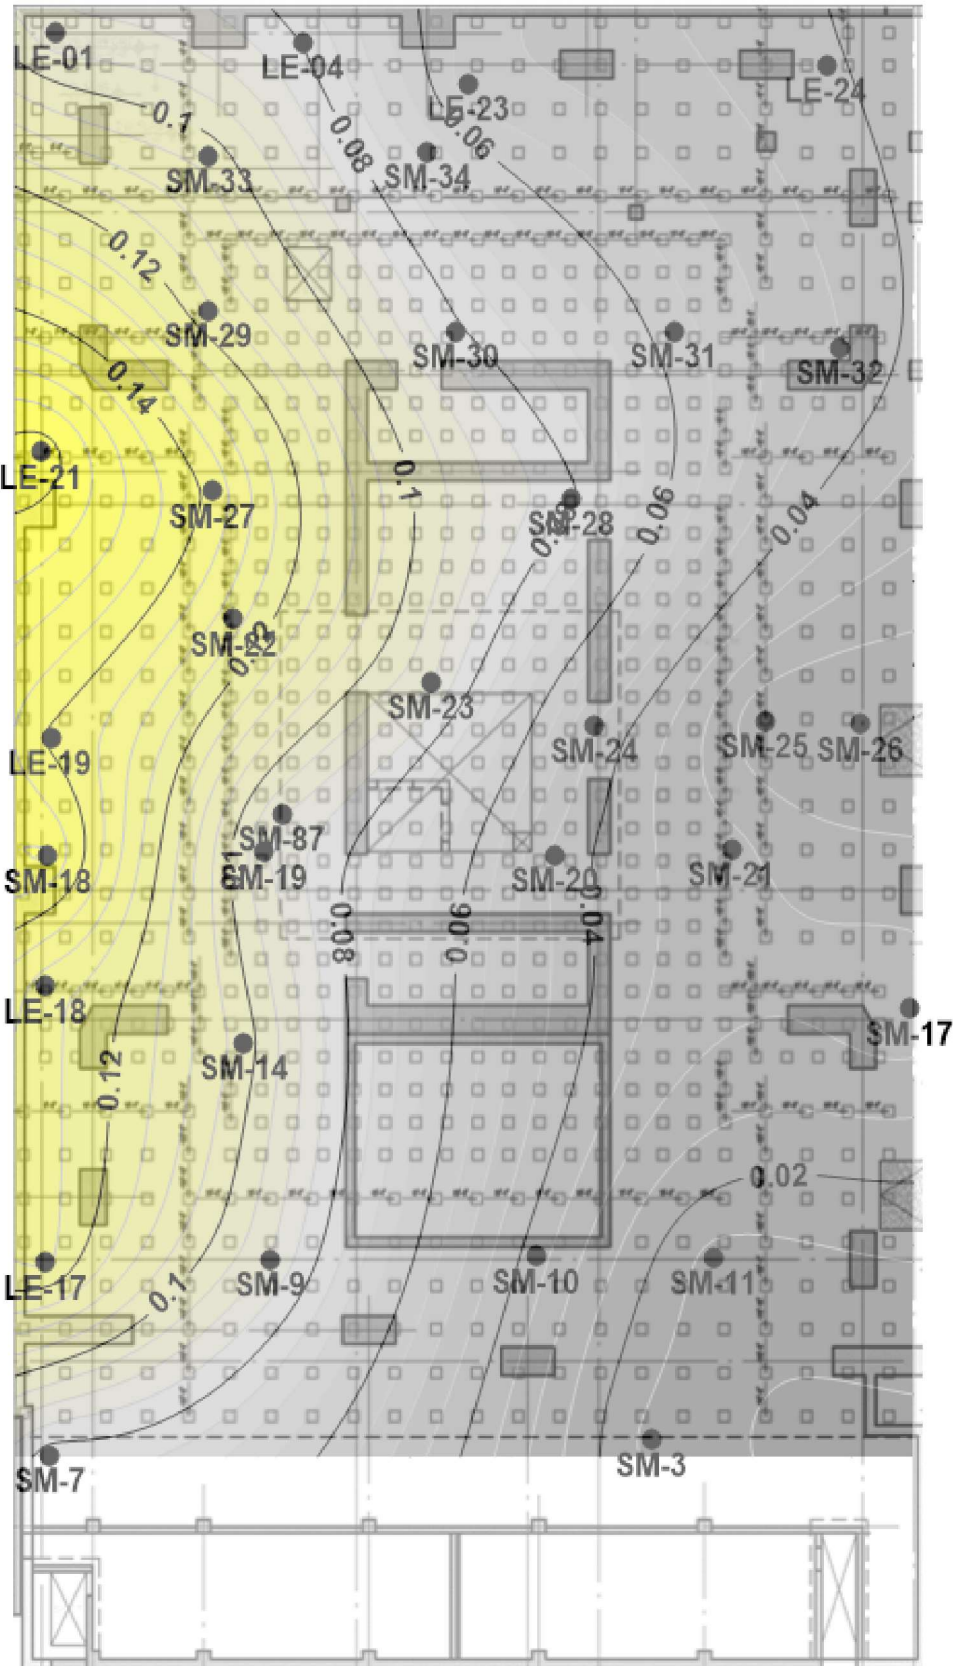 LE-01
LE-04
LE-23
LE-24
0.1
0.08
0.06
SM-33
SM-34
0.12
SM-29
SM-30
SM-31
SM-32
0.14
LE-21
0.1
SM-27
SM-28
0.06
0.04
SM-22
SM-23
SM-24
SM-25
SM-26
LE-19
SM-87
SM-18
SM-19
SM-20
SM-21
0.08
0.06
0.04
LE-18
SM-17
SM-14
0.12
0.02
LE-17
0.1
SM-9
SM-10
SM-11
SM-7
SM-3